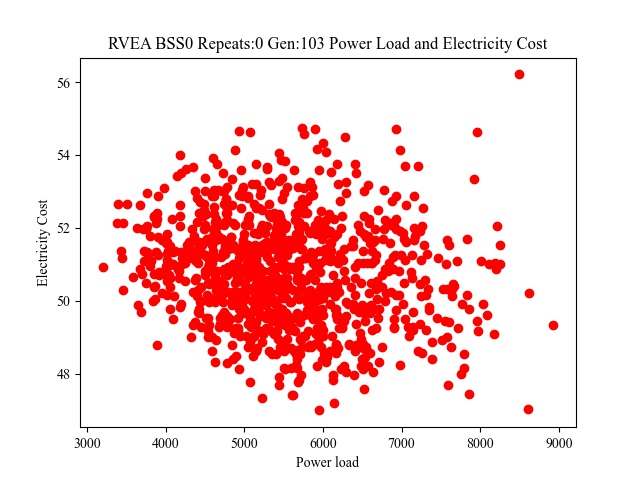 RVEA BSS0 Repeats:0 Gen:103 Power Load and Electricity Cost
56
54
52
50
48
Electricity Cost
3000 4000 5000 6000 7000 8000 9000
Power load